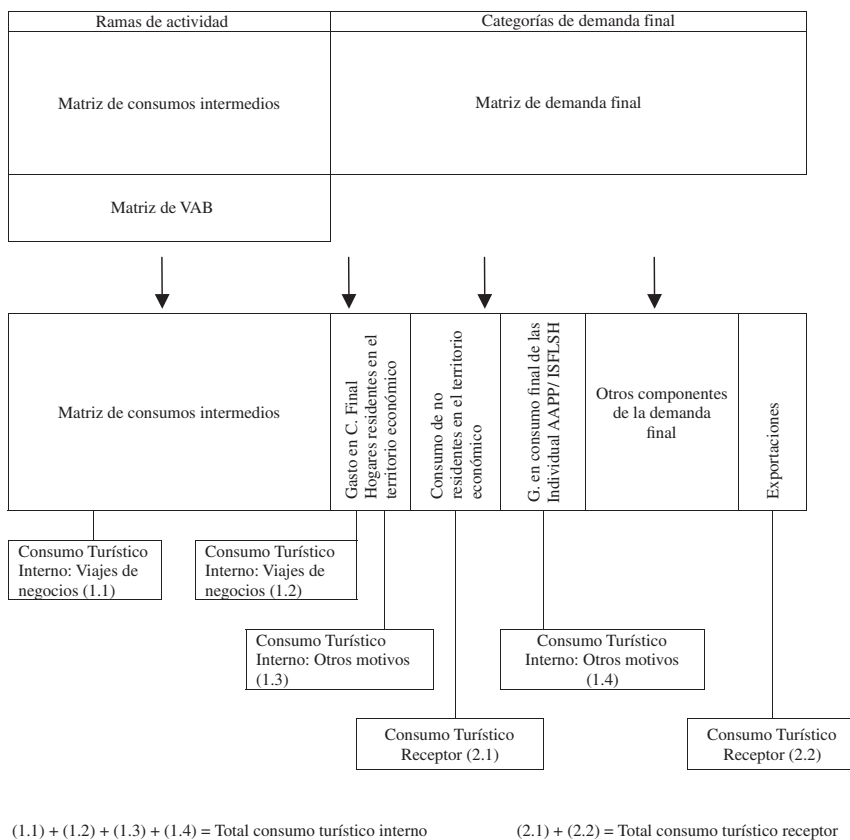 Ramas de actividad
Categorías de demanda final
Matriz de consumos intermedios
Matriz de demanda final
Matriz de VAB
Matriz de consumos intermedios
Gasto en C. Final
Hogares residentes en el
territorio económico
Consumo de no
residentes en el territorio
económico
G. en consumo final de las
Individual AAPP/ ISFLSH
Otros componentes
de la demanda
final
Exportaciones
Consumo Turístico
Interno: Viajes de
negocios (1.1)
Consumo Turístico
Interno: Viajes de
negocios (1.2)
Consumo Turístico
Interno: Otros motivos
(1.3)
Consumo Turístico
Interno: Otros motivos
(1.4)
Consumo Turístico
Receptor (2.1)
Consumo Turístico
Receptor (2.2)
(1.1) + (1.2) + (1.3) + (1.4) = Total consumo turístico interno
(2.1) + (2.2) = Total consumo turístico receptor